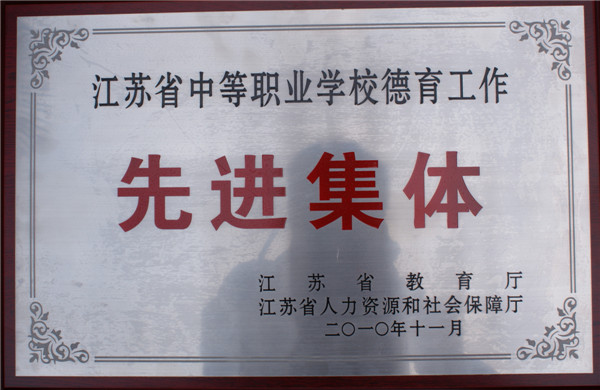 江苏省中等职业学校德育工作
先进集体
江苏省教育厅
江苏省人力资源和社会保障厅
二〇一〇年十一月